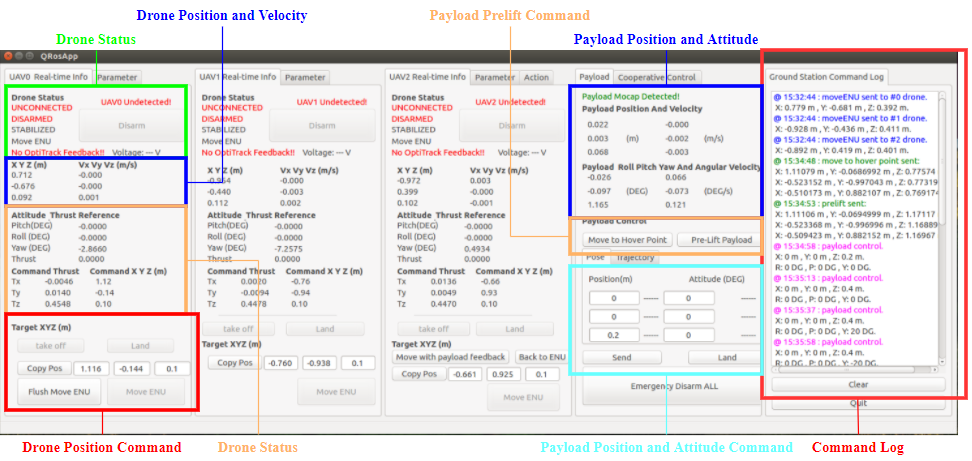 Drone Position and Velocity
Payload Prelift Command
Drone Status
Payload Position and Attitude
QRosApp
UAV0 Real-time Info Parameter
Drone Status
UNCONNECTED
UAV0 Undetected!
DISARMED
STABILIZED
Disarm
Move ENU
No OptiTrack Feedback!! Voltage: --- V
X Y Z (m) Vx Vy Vz (m/s)
0.712 -0.000
-0.676 -0.000
0.092 0.001
Attitude Thrust Reference
Pitch(DEG) -0.0000
Roll (DEG) -0.0000
Yaw (DEG) -2.8660
Thrust 0.0000
Command Thrust Command X Y Z (m)
Tx -0.0046 1.12
Ty 0.0140 -0.14
Tz 0.4548 0.10
Target XYZ (m)
take off Land
Copy Pos 1.116 -0.144 0.1
Flush Move ENU Move ENU
UAV1 Real-time Info Parameter
Drone Status
UNCONNECTED
UAV1 Undetected!
DISARMED
STABILIZED
Disarm
Move ENU
No OptiTrack Feedback!! Voltage: --- V
X Y Z (m) Vx Vy Vz (m/s)
-0.000
-0.440 -0.003
0.112 0.002
Attitude Thrust Reference
Pitch(DEG) -0.0000
Roll (DEG) -0.0000
Yaw (DEG) -7.2575
Thrust 0.0000
Command Thrust Command X Y Z (m)
Tx 0.0020 -0.76
Ty -0.0094 -0.94
Tz 0.4478 0.10
take off Land
Target XYZ (m)
Copy Pos -0.760 -0.938 0.1
Move ENU
UAV2 Real-time Info Parameter Action
Drone Status
UNCONNECTED
UAV2 Undetected!
DISARMED
STABILIZED
Disarm
Move ENU
No OptiTrack Feedback!! Voltage: --- V
X Y Z (m) Vx Vy Vz (m/s)
-0.972 0.003
0.399 -0.000
0.102 -0.001
Attitude Thrust Reference
Pitch(DEG) -0.0000
Roll (DEG) -0.0000
Yaw (DEG) 0.4934
Thrust 0.0000
Command Thrust Command X Y Z (m)
Tx 0.0136 -0.66
Ty 0.0049 0.93
Tz 0.4470 0.10
take off Land
Target XYZ (m)
Move with payload feedback Back to ENU
Copy Pos -0.661 0.925 0.1
Move ENU
Payload Cooperative Control
Payload Mocap Detected!
Payload Position And Velocity
0.022 -0.000
0.003 (m) -0.002 (m/s)
0.068 -0.003
Payload Roll Pitch Yaw And Angular Velocity
-0.026 0.066
-0.097 (DEG) -0.073 (DEG/s)
1.165 0.121
Payload Control
Move to Hover Point Pre-Lift Payload
Pose Trajectory
Position(m) Attitude (DEG)
0 ----- -----
0 ----- -----
0.2 ----- -----
Send Land
Emergency Disarm ALL
Ground Station Command Log
@ 15:32:44 : moveENU sent to #0 drone.
X: 0.779 m , Y: -0.681 m , Z: 0.392 m.
@ 15:32:44 : moveENU sent to #1 drone.
X: -0.928 m , Y: -0.436 m , Z: 0.411 m.
@ 15:32:44 : moveENU sent to #2 drone.
X: -0.892 m , Y: 0.419 m , Z: 0.401 m.
@ 15:34:48 : move to hover point sent:
X: 1.11079 m , Y: -0.0686992 m , Z: 0.77574
X: -0.523152 m , Y: -0.997043 m , Z: 0.77319
X: -0.510173 m , Y: 0.882107 m , Z: 0.769174
@ 15:34:53 : prelift sent:
X: 1.11106 m , Y: -0.0694999 m , Z: 1.17117
X: -0.523368 m , Y: -0.996996 m , Z: 1.16889
X: -0.509423 m , Y: 0.882152 m , Z: 1.16967
@ 15:34:58 : payload control.
X: 0 m , Y: 0 m , Z: 0.2 m.
R: 0 DG , P: 0 DG , Y: 0 DG.
@ 15:35:13 : payload control.
X: 0 m , Y: 0 m , Z: 0.4 m.
R: 0 DG , P: 0 DG , Y: 0 DG.
@ 15:35:37 : payload control.
X: 0 m , Y: 0 m , Z: 0.4 m.
R: 0 DG , P: 0 DG , Y: 20 DG.
@ 15:35:58 : payload control.
X: 0 m , Y: 0 m , Z: 0.4 m.
R: 0 DG , P: 0 DG , Y: -20 DG.
Clear
Quit
Drone Position Command
Drone Status
Payload Position and Attitude Command
Command Log